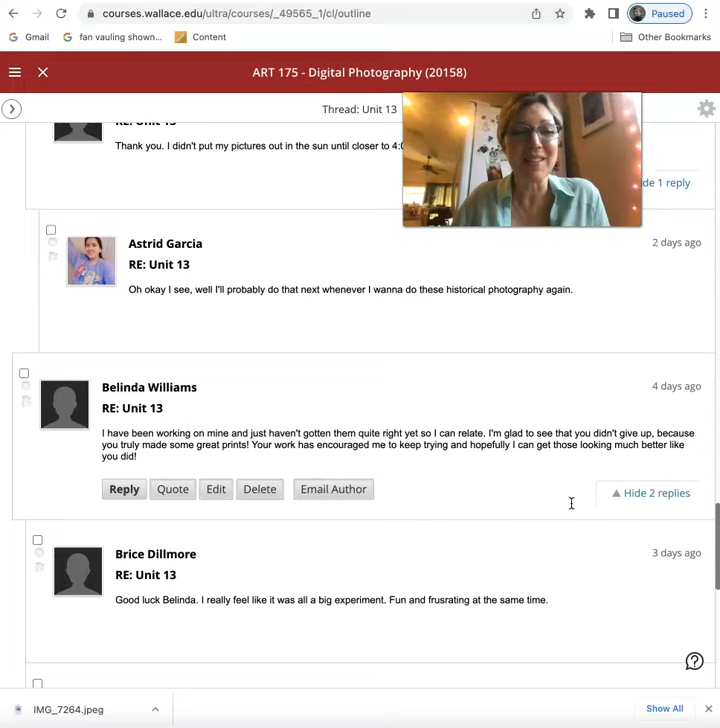 courses.wallace.edu/ultra/courses/_49565_1/cl/outline
Paused
Gmail
fan vauling shown...
Content
Other Bookmarks
ART 175 - Digital Photography (20158)
Thread: Unit 13
RE: Unit 13
Thank you. I didn't put my pictures out in the sun until closer to 4:0
de 1 reply
Astrid Garcia
2 days ago
RE: Unit 13
Oh okay I see, well I'll probably do that next whenever I wanna do these historical photography again.
Belinda Williams
4 days ago
RE: Unit 13
I have been working on mine and just haven't gotten them quite right yet so I can relate. I'm glad to see that you didn't give up, because
you truly made some great prints! Your work has encouraged me to keep trying and hopefully I can get those looking much better like
you did!
Reply Quote Edit Delete Email Author
Hide 2 replies
Brice Dillmore
3 days ago
RE: Unit 13
Good luck Belinda. I really feel like it was all a big experiment. Fun and frusrating at the same time.
IMG_7264.jpeg
Show All